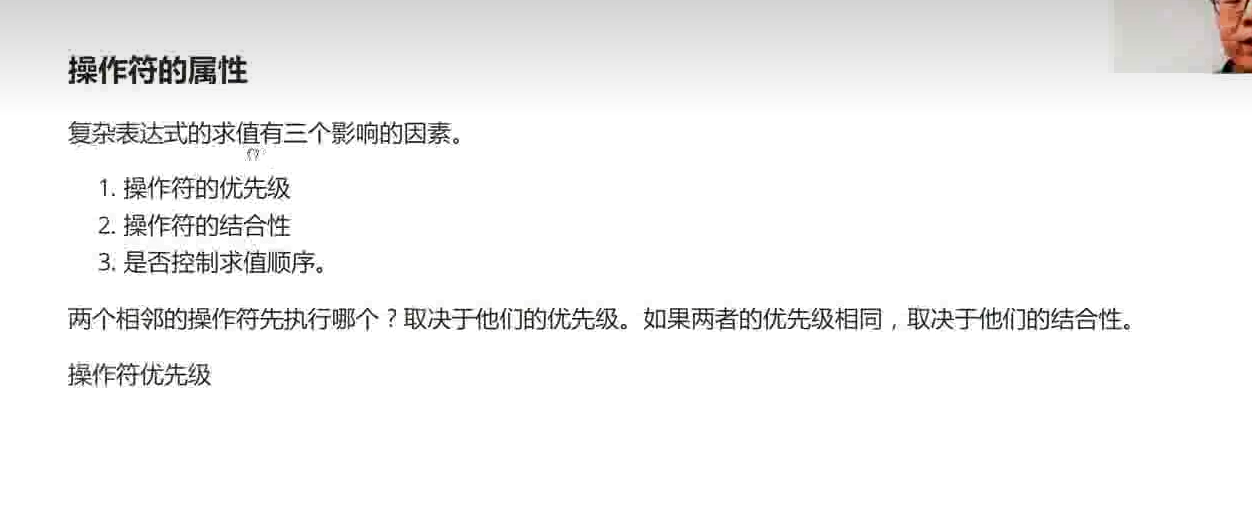 操作符的属性
复杂表达式的求值有三个影响的因素。
1. 操作符的优先级
2. 操作符的结合性
3. 是否控制求值顺序。
两个相邻的操作符先执行哪个？取决于他们的优先级。如果两者的优先级相同，取决于他们的结合性。
操作符优先级